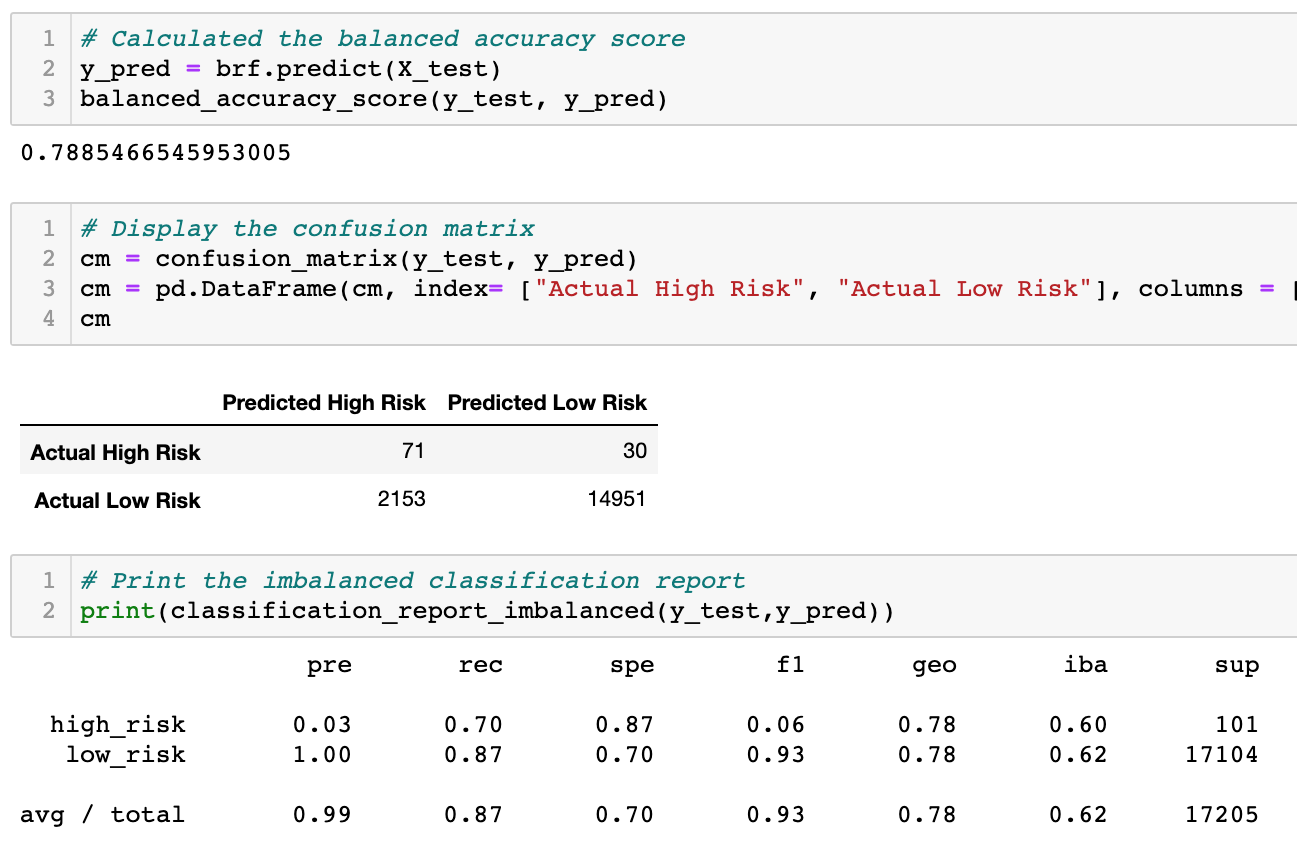 1 # Calculated the balanced accuracy score
2 y_pred = brf.predict(X_test)
3 balanced_accuracy_score(y_test, y_pred)
0.7885466545953005
1 # Display the confusion matrix
2 cm = confusion_matrix(y_test, y_pred)
3 cm = pd.DataFrame(cm, index= ["Actual High Risk", "Actual Low Risk"], columns = [
4 cm
Predicted High Risk Predicted Low Risk
Actual High Risk 71 30
Actual Low Risk 2153 14951
1 # Print the imbalanced classification report
2 print(classification_report_imbalanced(y_test,y_pred))
pre rec spe f1 geo iba sup
high_risk 0.03 0.70 0.87 0.06 0.78 0.60 101
low_risk 1.00 0.87 0.70 0.93 0.78 0.62 17104
avg / total 0.99 0.87 0.70 0.93 0.78 0.62 17205